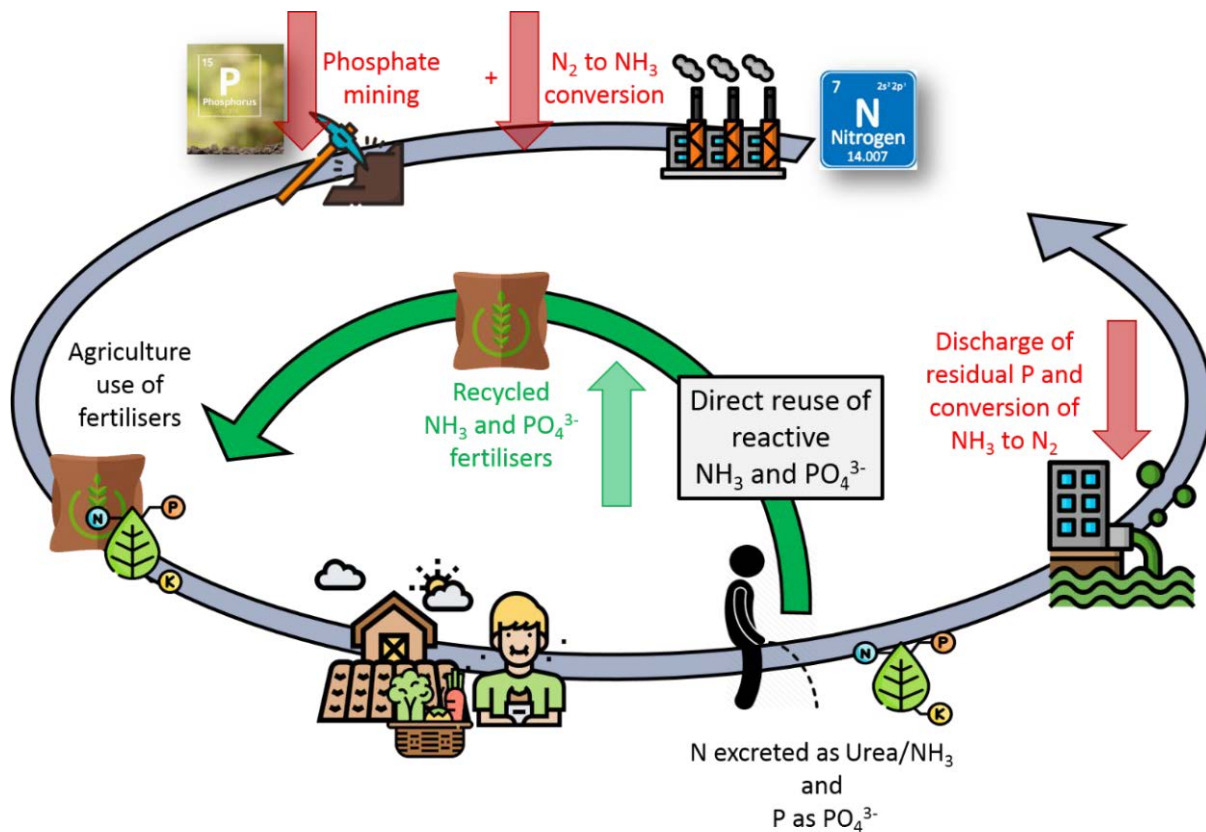 15
P
Phosphorus
Phosphate
mining
+
N₂ to NH₃
conversion
7 2s² 2p³
N
Nitrogen
14.007
Agriculture
use of
fertilisers
Recycled
NH₃ and PO₄³⁻
fertilisers
Direct reuse of
reactive
NH₃ and PO₄³⁻
Discharge of
residual P and
conversion of
NH₃ to N₂
N
P
K
N
P
K
N excreted as Urea/NH₃
and
P as PO₄³⁻